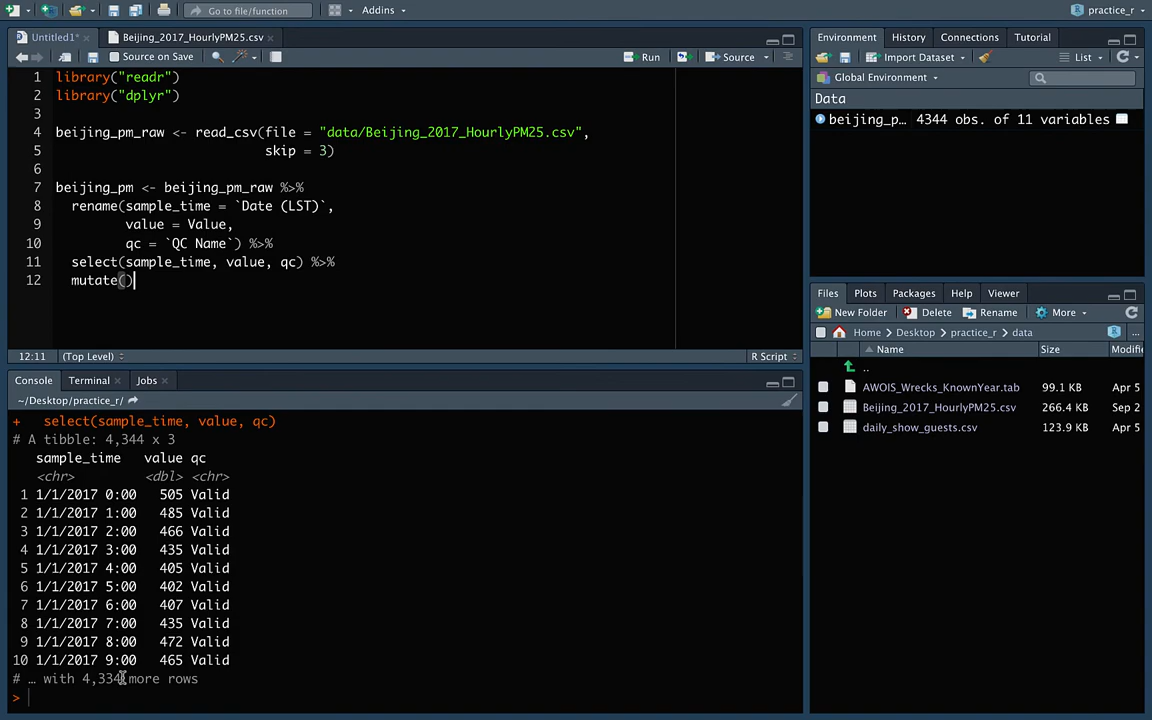 Go to file/function
Addins
practice_r
Untitled1*
Beijing_2017_HourlyPM25.csv
Source on Save
Run
Source
1 library("readr")
2 library("dplyr")
3
4 beijing_pm_raw <- read_csv(file = "data/Beijing_2017_HourlyPM25.csv",
5 skip = 3)
6
7 beijing_pm <- beijing_pm_raw %>%
8 rename(sample_time = `Date (LST)`,
9 value = Value,
10 qc = `QC Name`) %>%
11 select(sample_time, value, qc) %>%
12 mutate()
12:11 (Top Level) R Script
Console Terminal Jobs
~/Desktop/practice_r/
+ select(sample_time, value, qc)
# A tibble: 4,344 x 3
sample_time value qc
<chr> <dbl> <chr>
1 1/1/2017 0:00 505 Valid
2 1/1/2017 1:00 485 Valid
3 1/1/2017 2:00 466 Valid
4 1/1/2017 3:00 435 Valid
5 1/1/2017 4:00 405 Valid
6 1/1/2017 5:00 402 Valid
7 1/1/2017 6:00 407 Valid
8 1/1/2017 7:00 435 Valid
9 1/1/2017 8:00 472 Valid
10 1/1/2017 9:00 465 Valid
# … with 4,334 more rows
>
Environment History Connections Tutorial
Import Dataset List
Global Environment
Data
beijing_p… 4344 obs. of 11 variables
Files Plots Packages Help Viewer
New Folder Delete Rename More
Home Desktop practice_r data
Name Size Modifie
..
AWOIS_Wrecks_KnownYear.tab 99.1 KB Apr 5
Beijing_2017_HourlyPM25.csv 266.4 KB Sep 2
daily_show_guests.csv 123.9 KB Apr 5